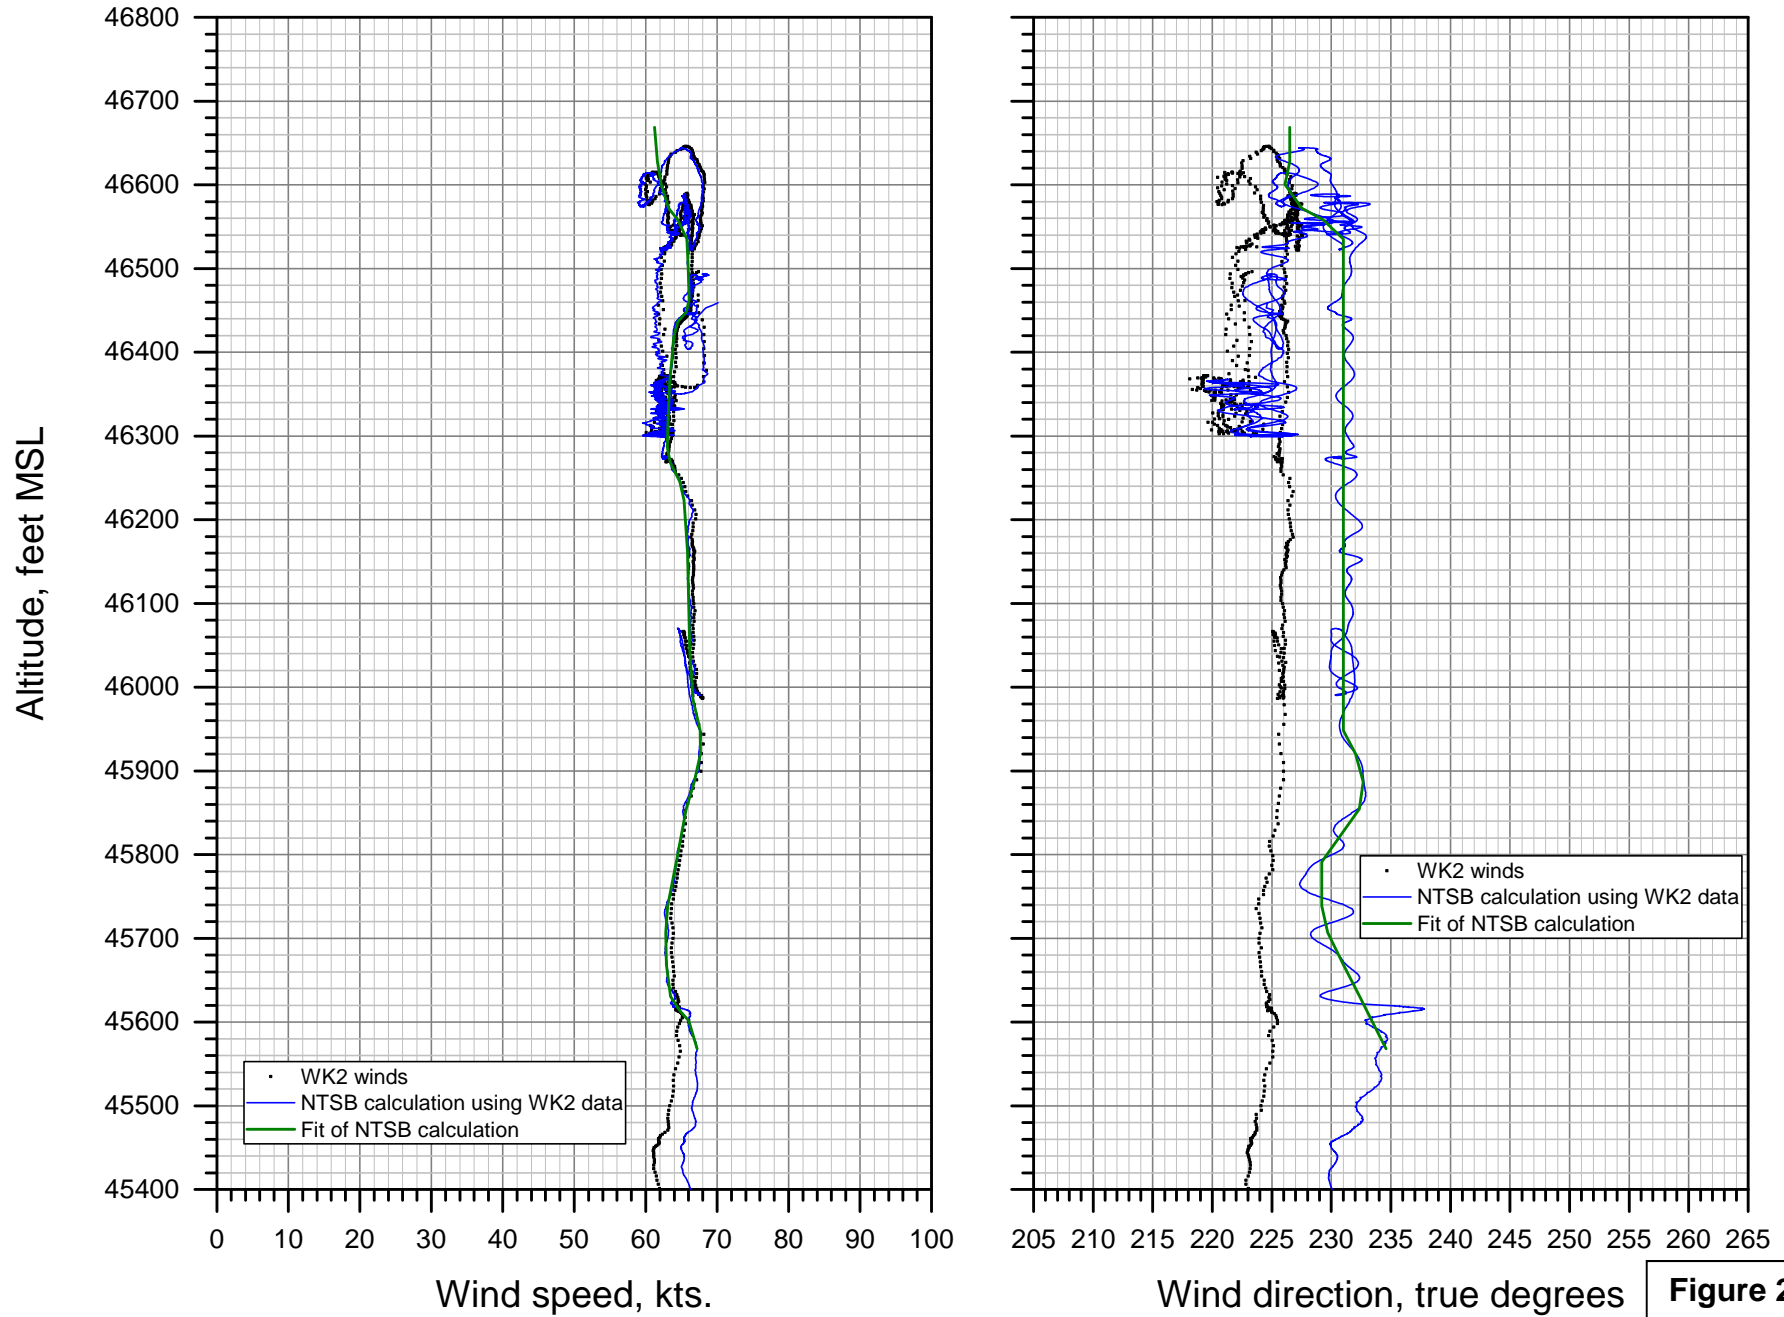 46800
46700
46600
46500
46400
46300
46200
46100
46000
45900
45800
45700
45600
45500
45400
Altitude, feet MSL
WK2 winds
NTSB calculation using WK2 data
Fit of NTSB calculation
0 10 20 30 40 50 60 70 80 90 100
Wind speed, kts.
WK2 winds
NTSB calculation using WK2 data
Fit of NTSB calculation
205 210 215 220 225 230 235 240 245 250 255 260 265
Wind direction, true degrees
Figure 2